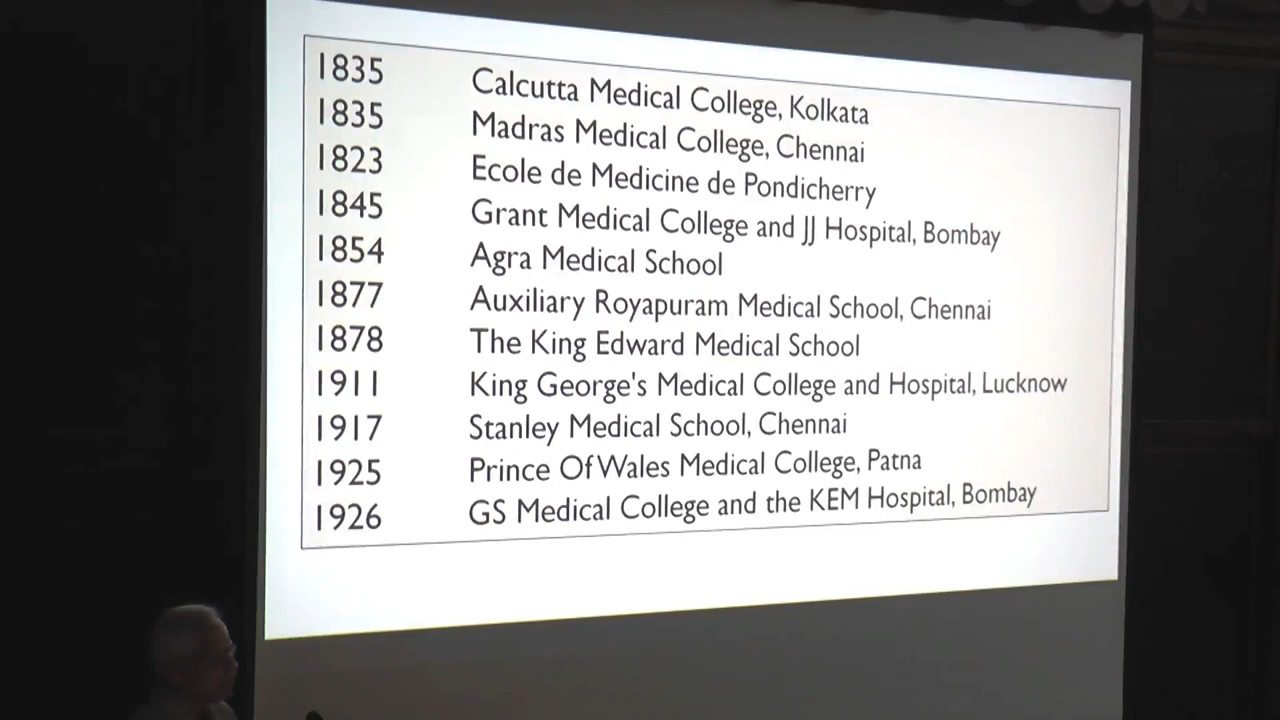 1835 Calcutta Medical College, Kolkata
1835 Madras Medical College, Chennai
1823 Ecole de Medicine de Pondicherry
1845 Grant Medical College and JJ Hospital, Bombay
1854 Agra Medical School
1877 Auxiliary Royapuram Medical School, Chennai
1878 The King Edward Medical School
1911 King George's Medical College and Hospital, Lucknow
1917 Stanley Medical School, Chennai
1925 Prince Of Wales Medical College, Patna
1926 GS Medical College and the KEM Hospital, Bombay